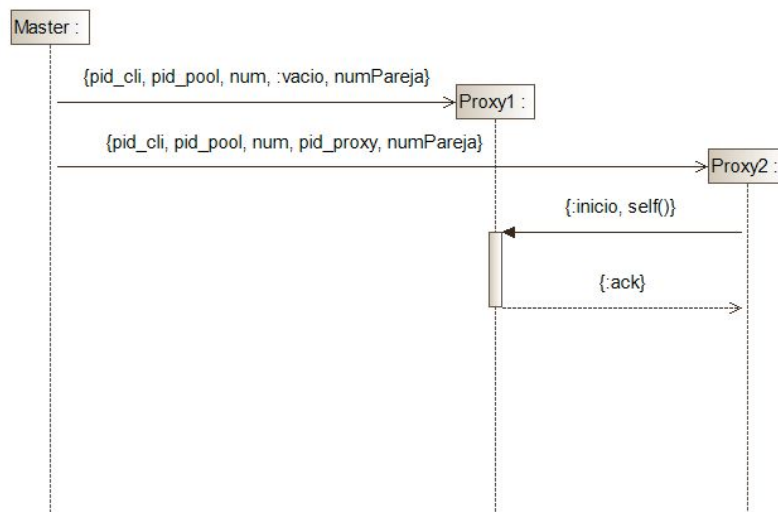 Master :
{pid_cli, pid_pool, num, :vacio, numPareja}
Proxy1 :
{pid_cli, pid_pool, num, pid_proxy, numPareja}
Proxy2 :
{:inicio, self()}
{:ack}